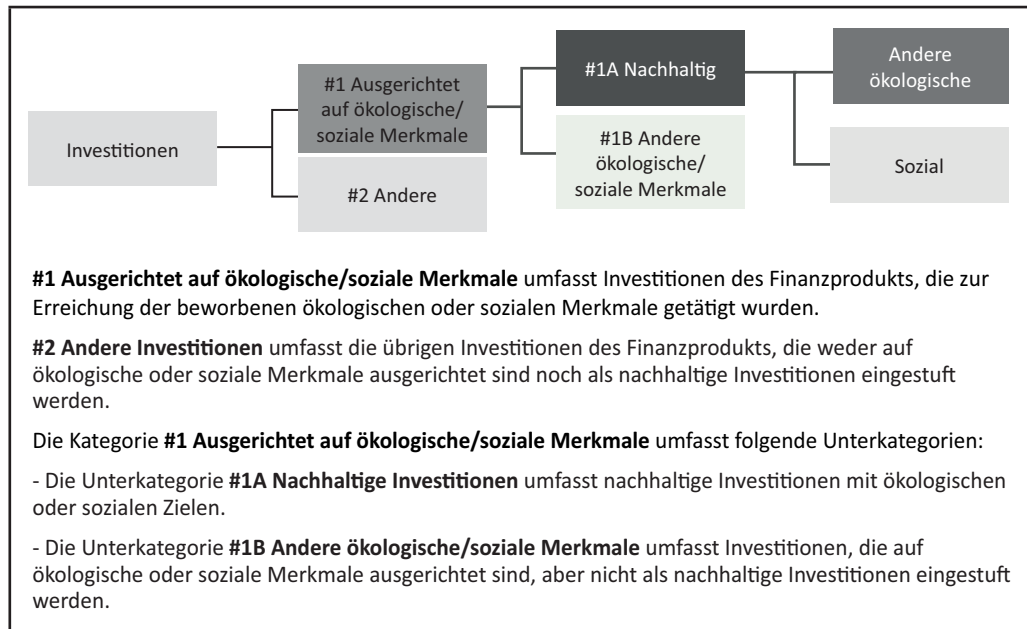 Investitionen
#1 Ausgerichtet
auf ökologische/
soziale Merkmale
#2 Andere
#1A Nachhaltig
#1B Andere
ökologische/
soziale Merkmale
Andere
ökologische
Sozial
#1 Ausgerichtet auf ökologische/soziale Merkmale umfasst Investitionen des Finanzprodukts, die zur
Erreichung der beworbenen ökologischen oder sozialen Merkmale getätigt wurden.
#2 Andere Investitionen umfasst die übrigen Investitionen des Finanzprodukts, die weder auf
ökologische oder soziale Merkmale ausgerichtet sind noch als nachhaltige Investitionen eingestuft
werden.
Die Kategorie #1 Ausgerichtet auf ökologische/soziale Merkmale umfasst folgende Unterkategorien:
- Die Unterkategorie #1A Nachhaltige Investitionen umfasst nachhaltige Investitionen mit ökologischen
oder sozialen Zielen.
- Die Unterkategorie #1B Andere ökologische/soziale Merkmale umfasst Investitionen, die auf
ökologische oder soziale Merkmale ausgerichtet sind, aber nicht als nachhaltige Investitionen eingestuft
werden.